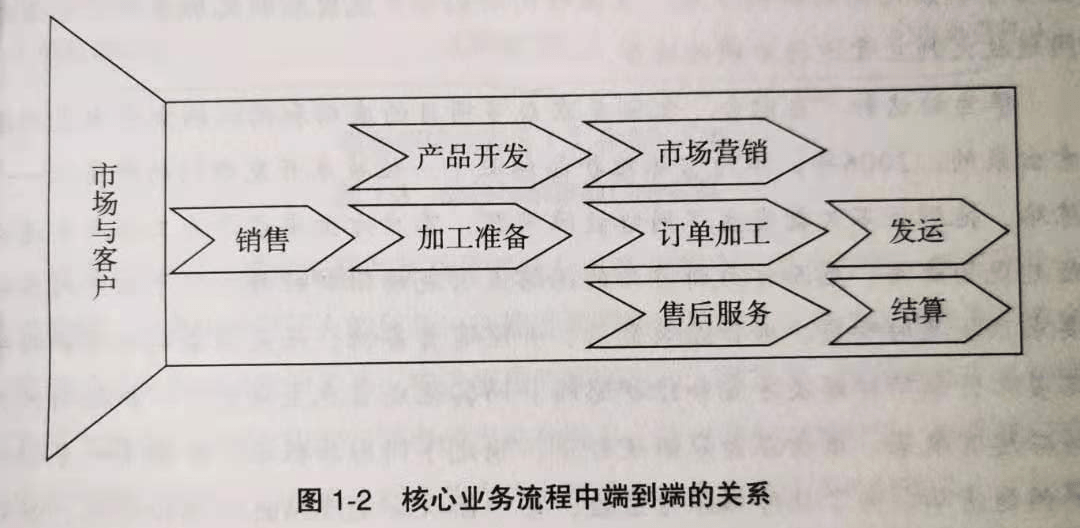 市场与客户
产品开发
市场营销
销售
加工准备
订单加工
发运
售后服务
结算
图 1-2 核心业务流程中端到端的关系